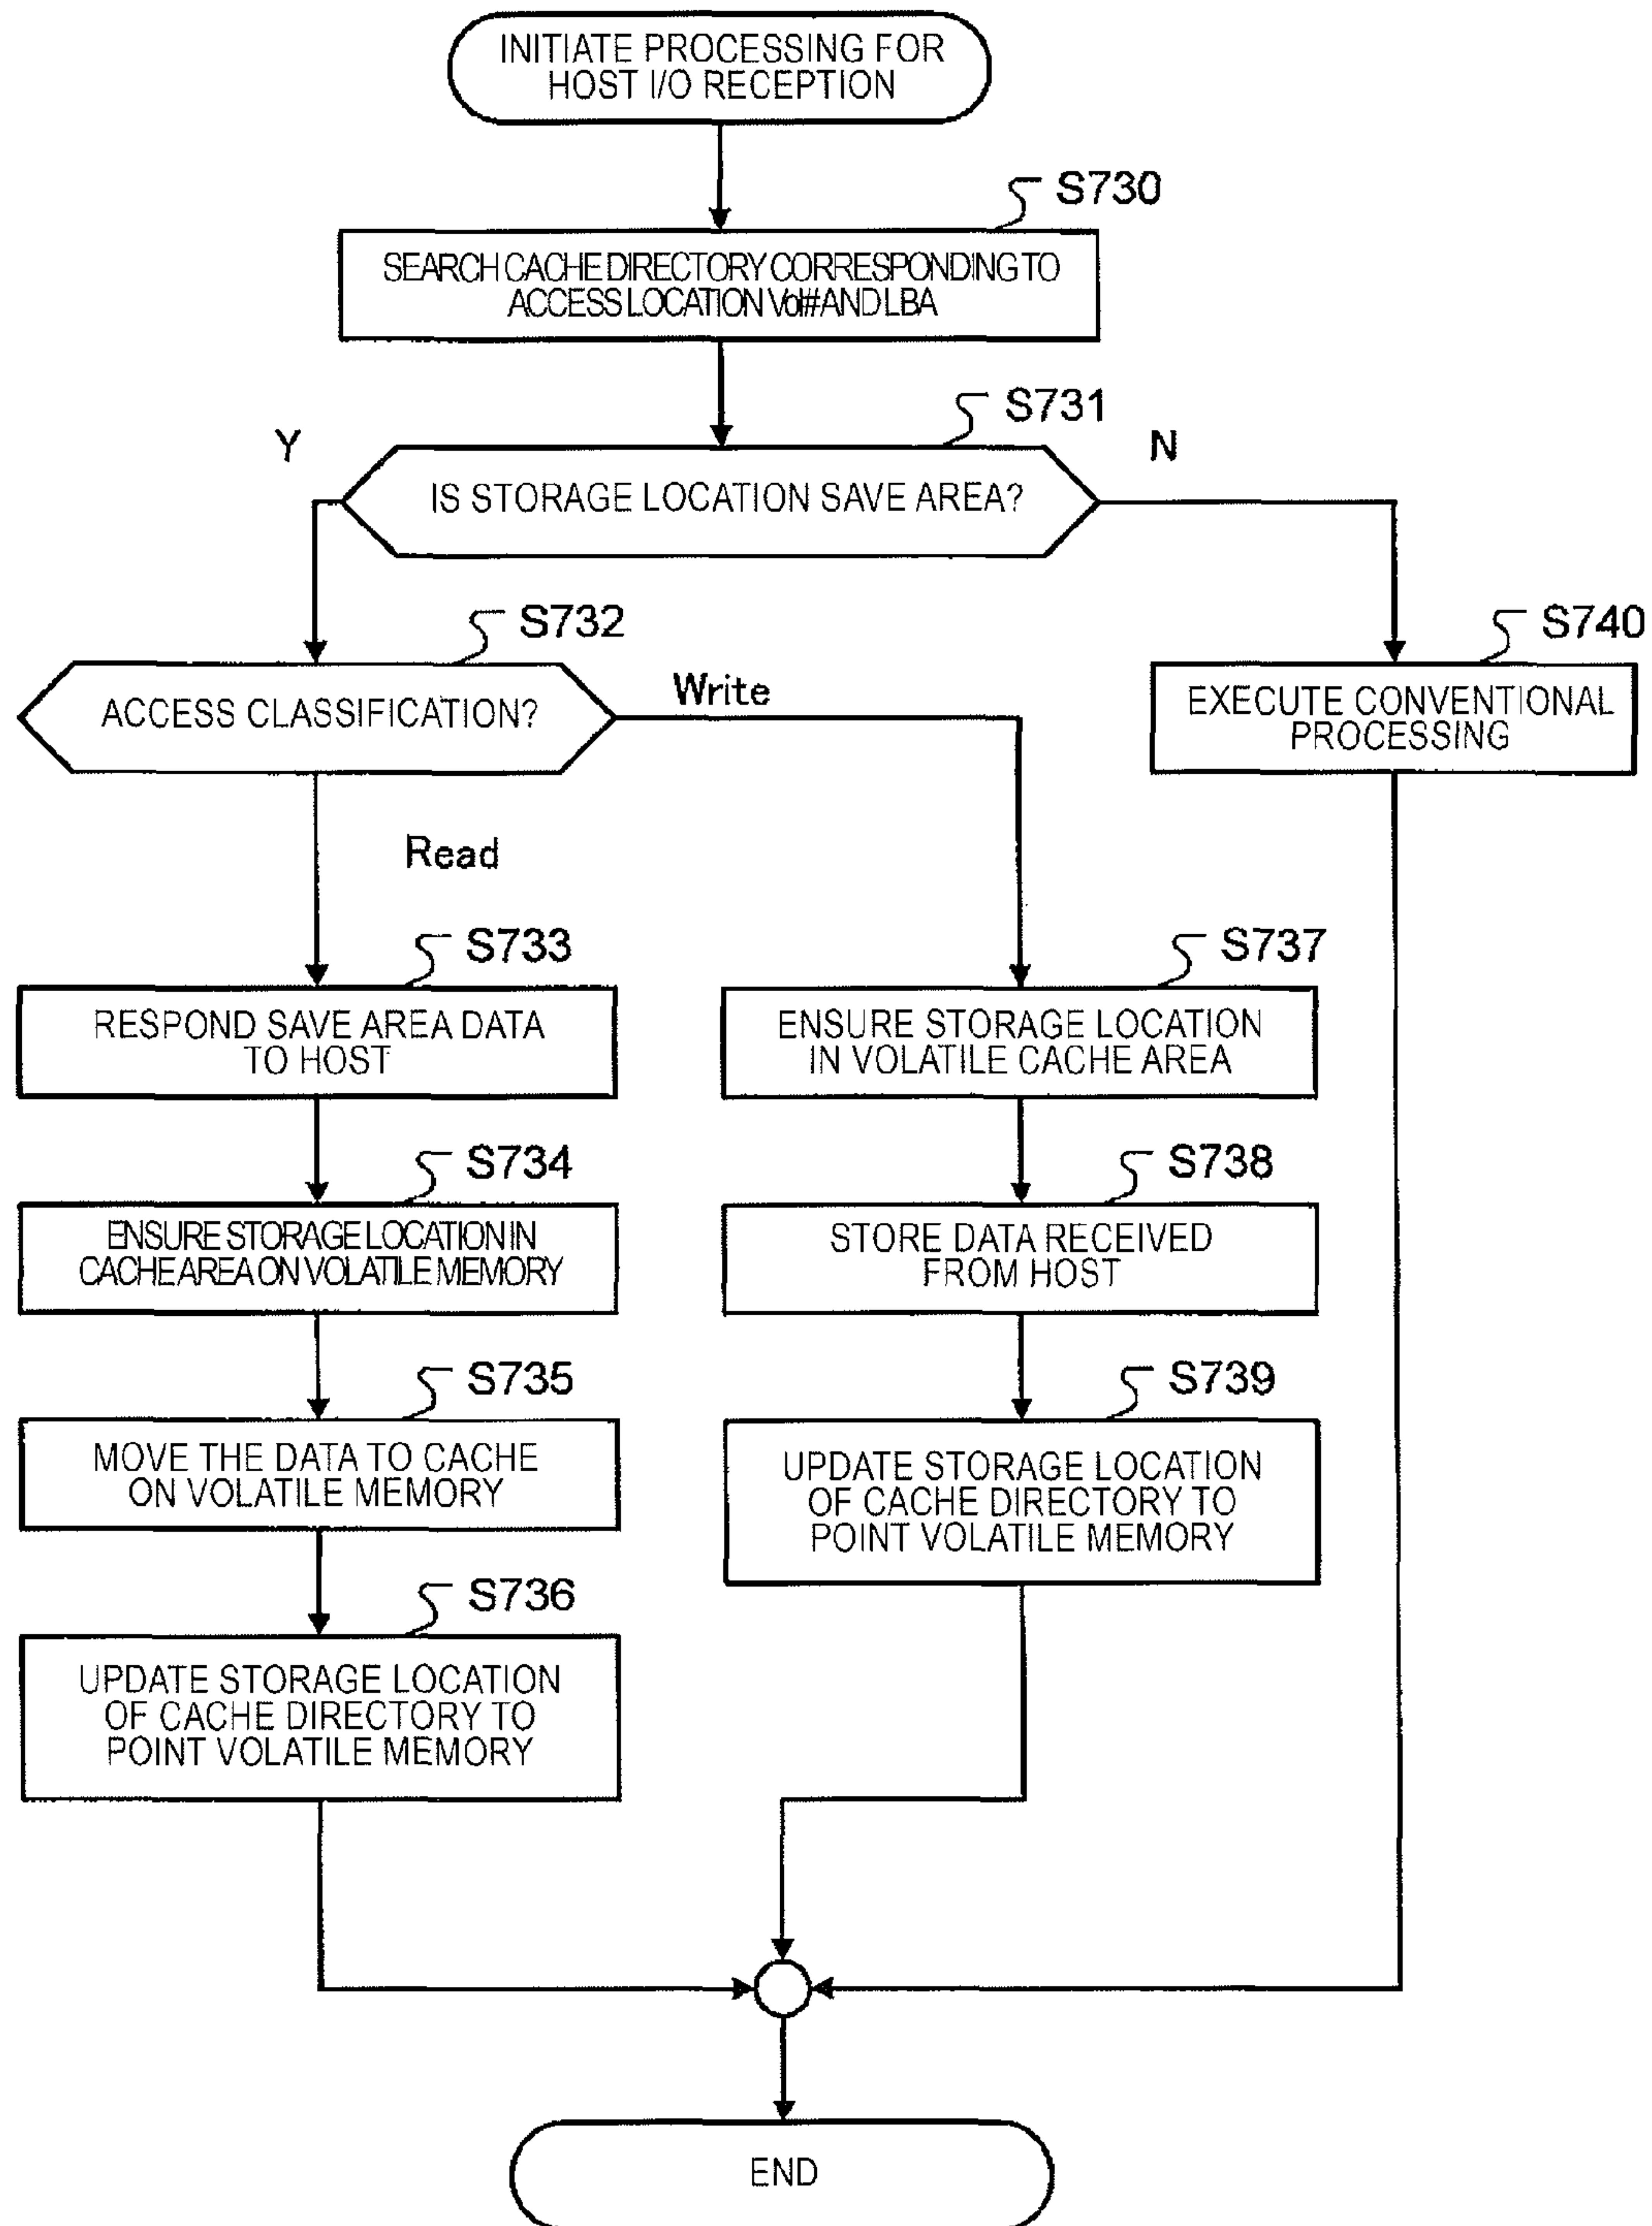 INITIATE PROCESSING FOR
HOST I/O RECEPTION
S730
SEARCH CACHE DIRECTORY CORRESPONDING TO
ACCESS LOCATION Vol# AND LBA
S731
Y
N
IS STORAGE LOCATION SAVE AREA?
S732
S740
ACCESS CLASSIFICATION?
Write
EXECUTE CONVENTIONAL
PROCESSING
Read
S733
S737
RESPOND SAVE AREA DATA
TO HOST
ENSURE STORAGE LOCATION
IN VOLATILE CACHE AREA
S734
S738
ENSURE STORAGE LOCATION IN
CACHE AREA ON VOLATILE MEMORY
STORE DATA RECEIVED
FROM HOST
S735
S739
MOVE THE DATA TO CACHE
ON VOLATILE MEMORY
UPDATE STORAGE LOCATION
OF CACHE DIRECTORY TO
POINT VOLATILE MEMORY
S736
UPDATE STORAGE LOCATION
OF CACHE DIRECTORY TO
POINT VOLATILE MEMORY
END